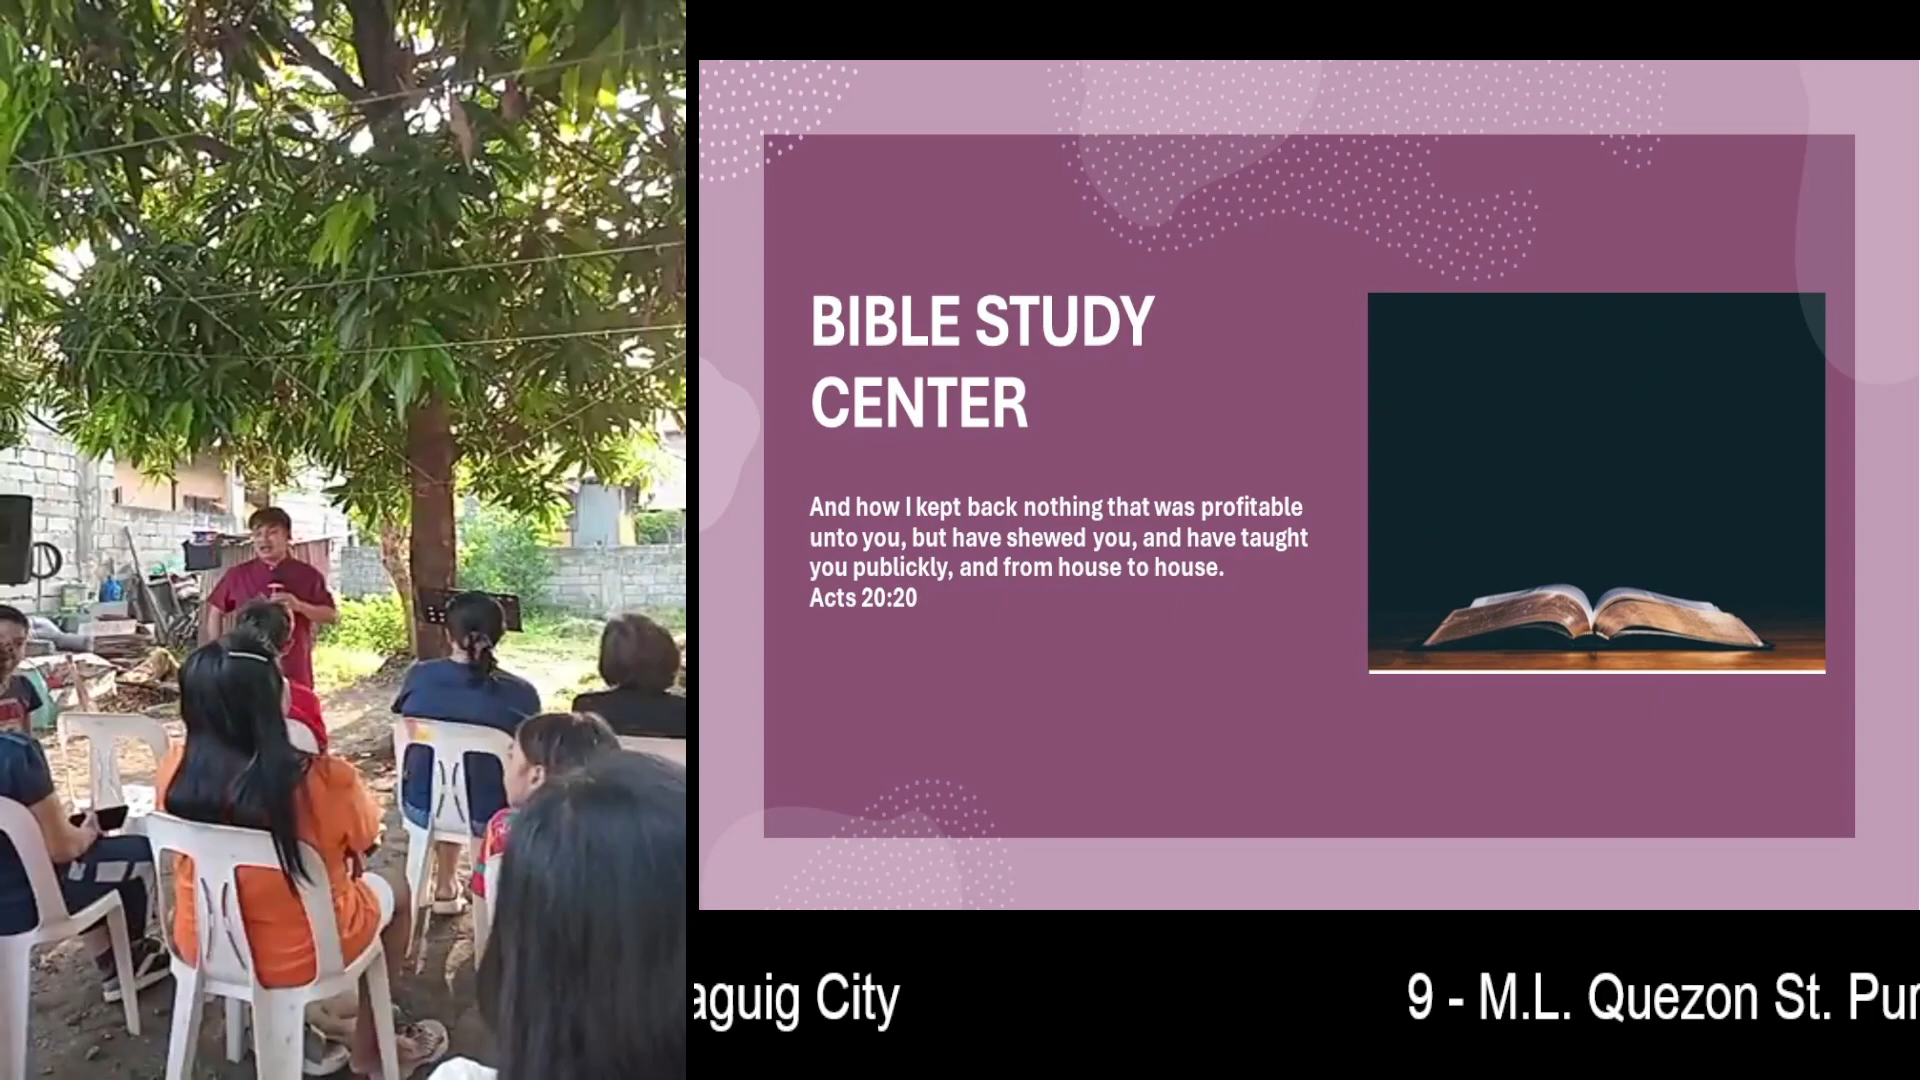 BIBLE STUDY
CENTER
And how I kept back nothing that was profitable
unto you, but have shewed you, and have taught
you publickly, and from house to house.
Acts 20:20
aguig City 9 - M.L. Quezon St. Pur